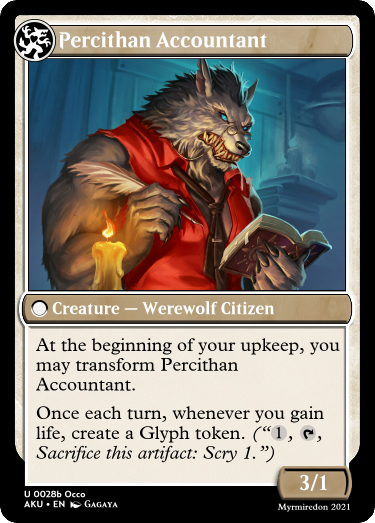 Percithan Accountant
Creature — Werewolf Citizen
At the beginning of your upkeep, you
may transform Percithan
Accountant.
Once each turn, whenever you gain
life, create a Glyph token. (“1, ,
Sacrifice this artifact: Scry 1.”)
3/1
U 0028b Occo
AKU • EN Gagaya
Myrmiredon 2021